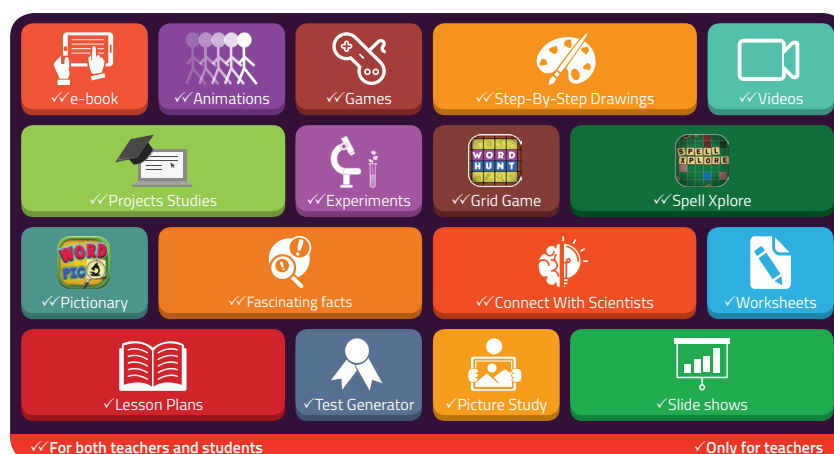 ✓✓e-book
✓✓Animations
✓✓Games
✓✓Step-By-Step Drawings
✓✓Videos
✓✓Projects Studies
✓✓Experiments
WORD
HUNT
✓✓Grid Game
SPELL
XPLORE
✓✓Spell Xplore
WORD
PIC
✓✓Pictionary
✓✓Fascinating facts
✓✓Connect With Scientists
✓Worksheets
✓Lesson Plans
✓Test Generator
✓Picture Study
✓Slide shows
✓✓For both teachers and students
✓Only for teachers